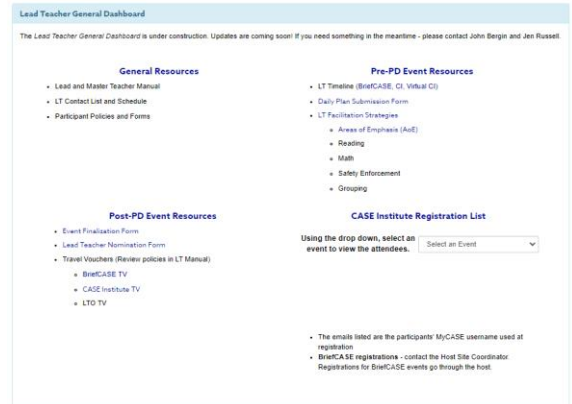 Lead Teacher General Dashboard
The Lead Teacher General Dashboard is under construction. Updates are coming soon! If you need something in the meantime - please contact John Bergin and Jen Russell.
General Resources
Lead and Master Teacher Manual
LT Contact List and Schedule
Participant Policies and Forms
Pre-PD Event Resources
LT Timeline (BriefCASE, CI, Virtual CI)
Daily Plan Submission Form
LT Facilitation Strategies
Areas of Emphasis (AoE)
Reading
Math
Safety Enforcement
Grouping
Post-PD Event Resources
Event Finalization Form
Lead Teacher Nomination Form
Travel Vouchers (Review policies in LT Manual)
BriefCASE TV
CASE Institute TV
LTO TV
CASE Institute Registration List
Using the drop down, select an
event to view the attendees.
Select an Event
The emails listed are the participants' MyCASE username used at
registration
BriefCASE registrations - contact the Host Site Coordinator.
Registrations for BriefCASE events go through the host.